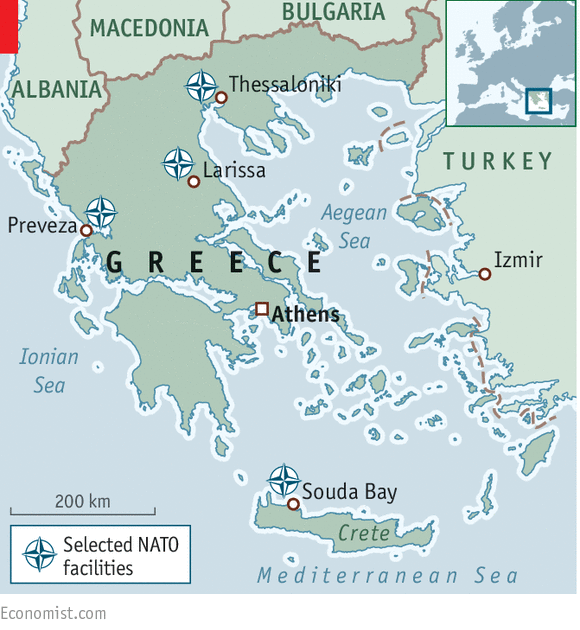 BULGARIA
MACEDONIA
ALBANIA
Thessaloniki
TURKEY
Larissa
Aegean
Sea
Preveza
GREECE
Izmir
Athens
Ionian
Sea
Souda Bay
200 km
Crete
Selected NATO
facilities
Mediterranean Sea
Economist.com